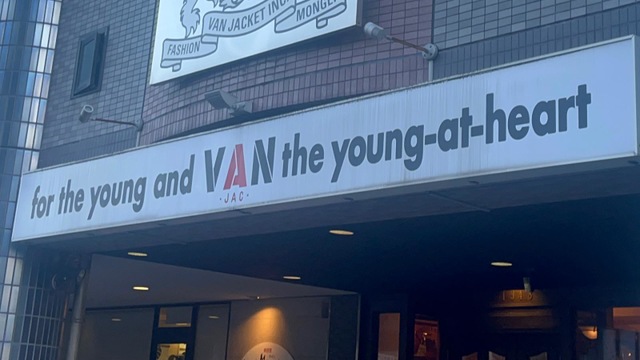 FASHION VAN JACKET INC. MONGER
for the young and VAN the young-at-heart
·JAC·